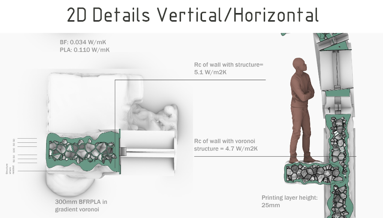 2D Details Vertical/Horizontal
BF: 0.034 W/mK
PLA: 0.110 W/mK
Rc of wall with structure=
5.1 W/m2K
Rc of wall with voronoi
structure = 4.7 W/m2K
300mm BFRPLA in
gradient voronoi
Printing layer height:
25mm